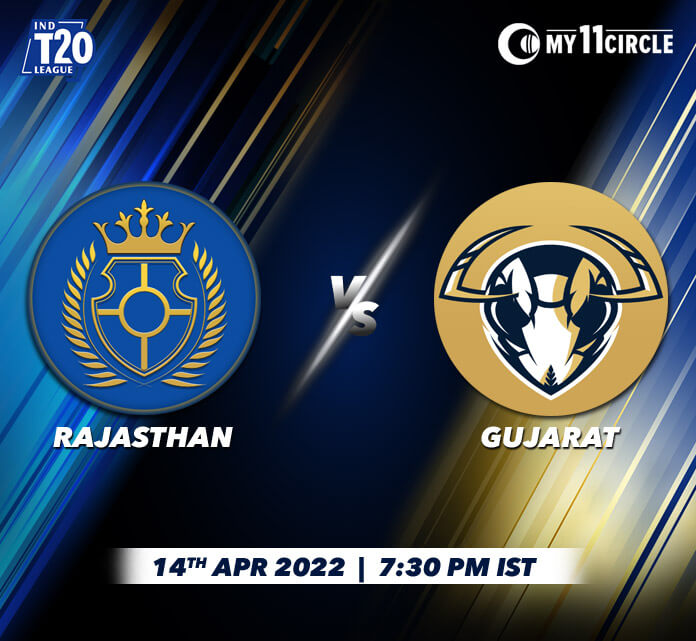 IND
T20
LEAGUE
MY11CIRCLE
VS
RAJASTHAN
GUJARAT
14TH APR 2022 | 7:30 PM IST